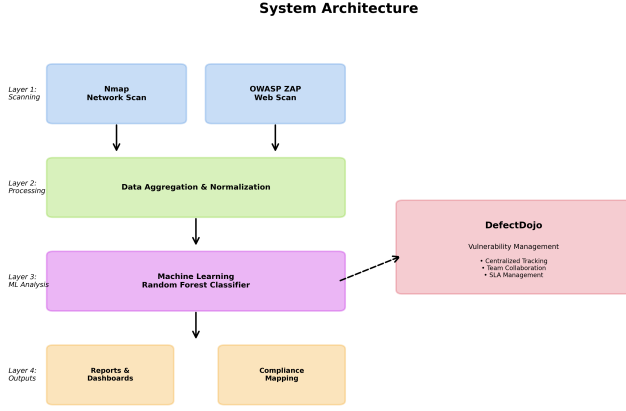 System Architecture
Layer 1:
Scanning
Nmap
Network Scan
OWASP ZAP
Web Scan
Layer 2:
Processing
Data Aggregation & Normalization
DefectDojo
Vulnerability Management
• Centralized Tracking
• Team Collaboration
• SLA Management
Layer 3:
ML Analysis
Machine Learning
Random Forest Classifier
Layer 4:
Outputs
Reports &
Dashboards
Compliance
Mapping